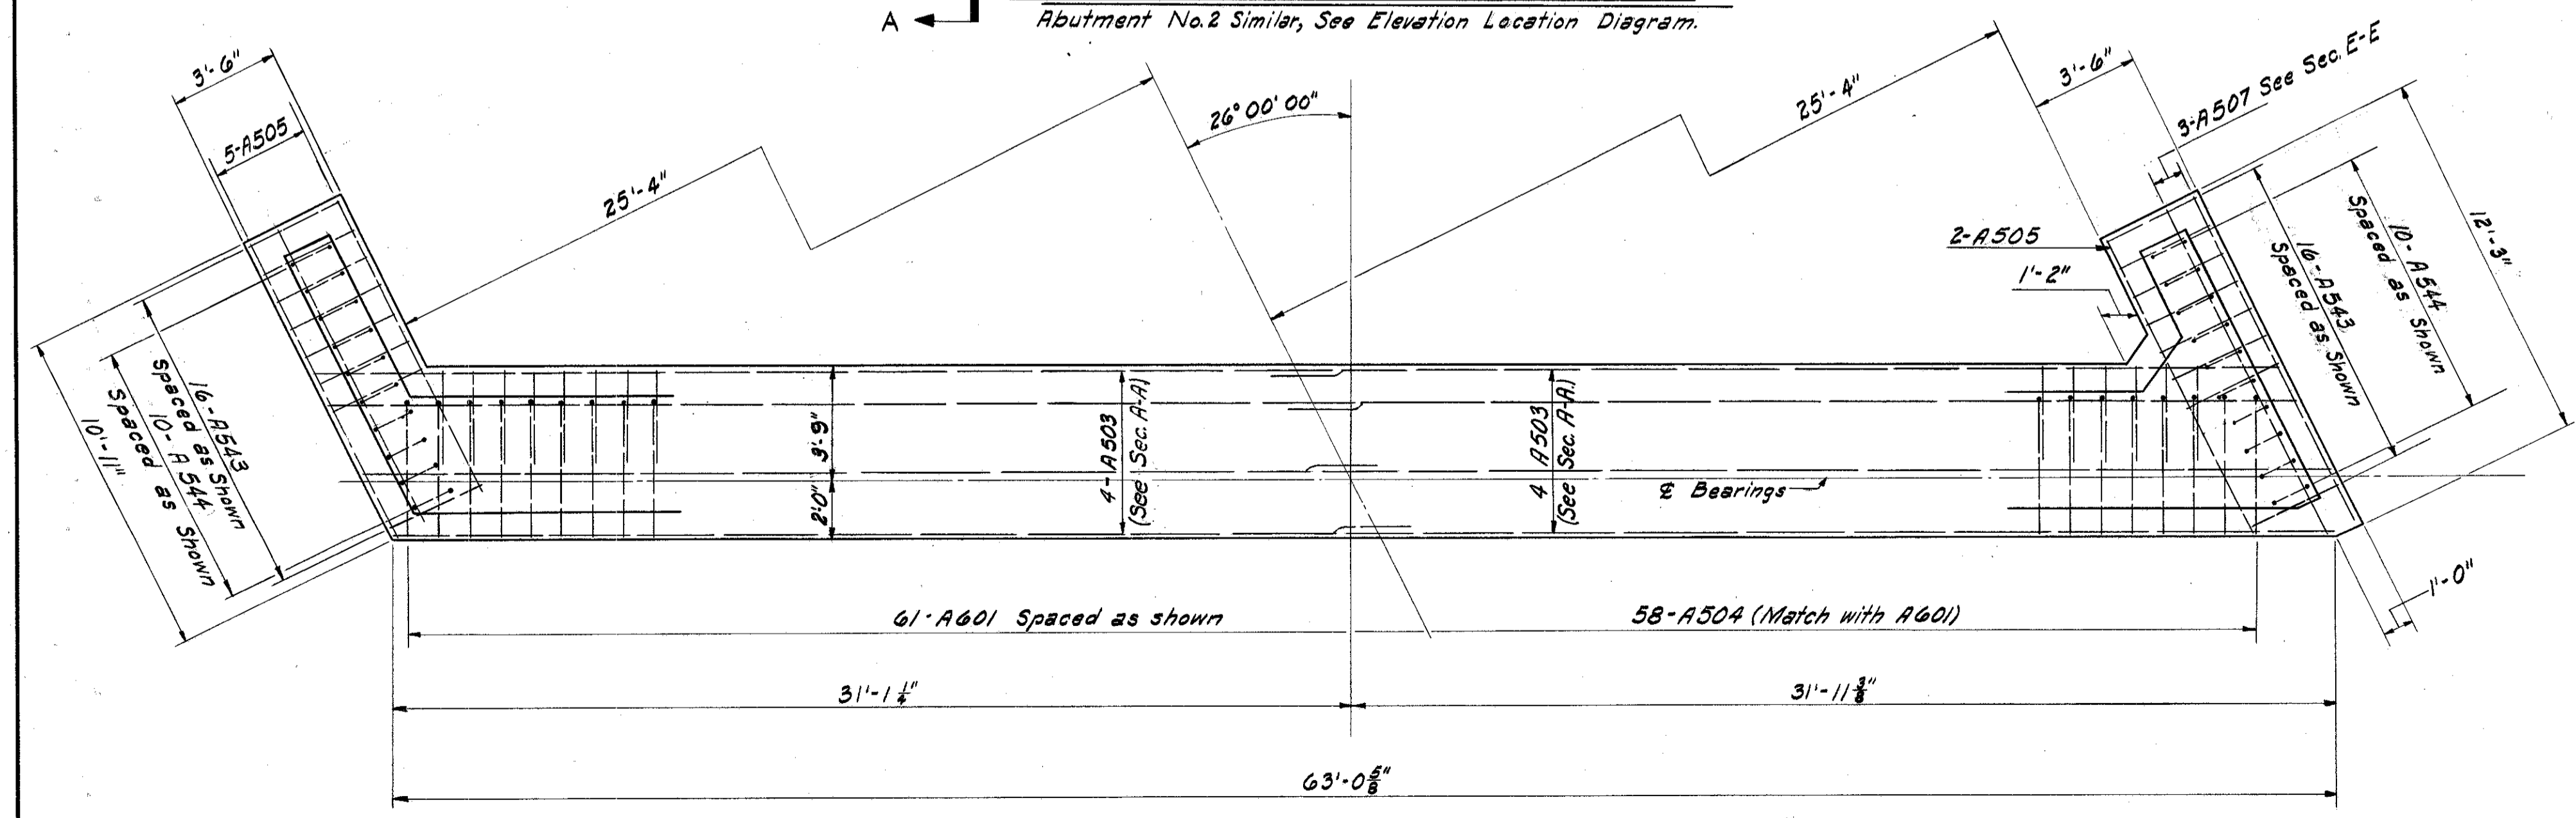 A
Abutment No.2 Similar, See Elevation Location Diagram.
3'-6"
5-A505
25'-4"
26°00'00"
25'-4"
3'-6"
3-A507 See Sec. E-E
2-A505
1'-2"
16-A543
Spaced as Shown
10-A544
Spaced as Shown
12'-3"
16-A543
Spaced as Shown
10-A544
Spaced as Shown
10'-11"
3'-9"
2'-0"
4-A503
(See Sec. A-A)
4 A503
(See Sec. A-A)
℄ Bearings
1'-0"
61-A601 Spaced as shown
58-A504 (Match with A601)
31'-1 1/4"
31'-11 3/8"
63'-0 5/8"